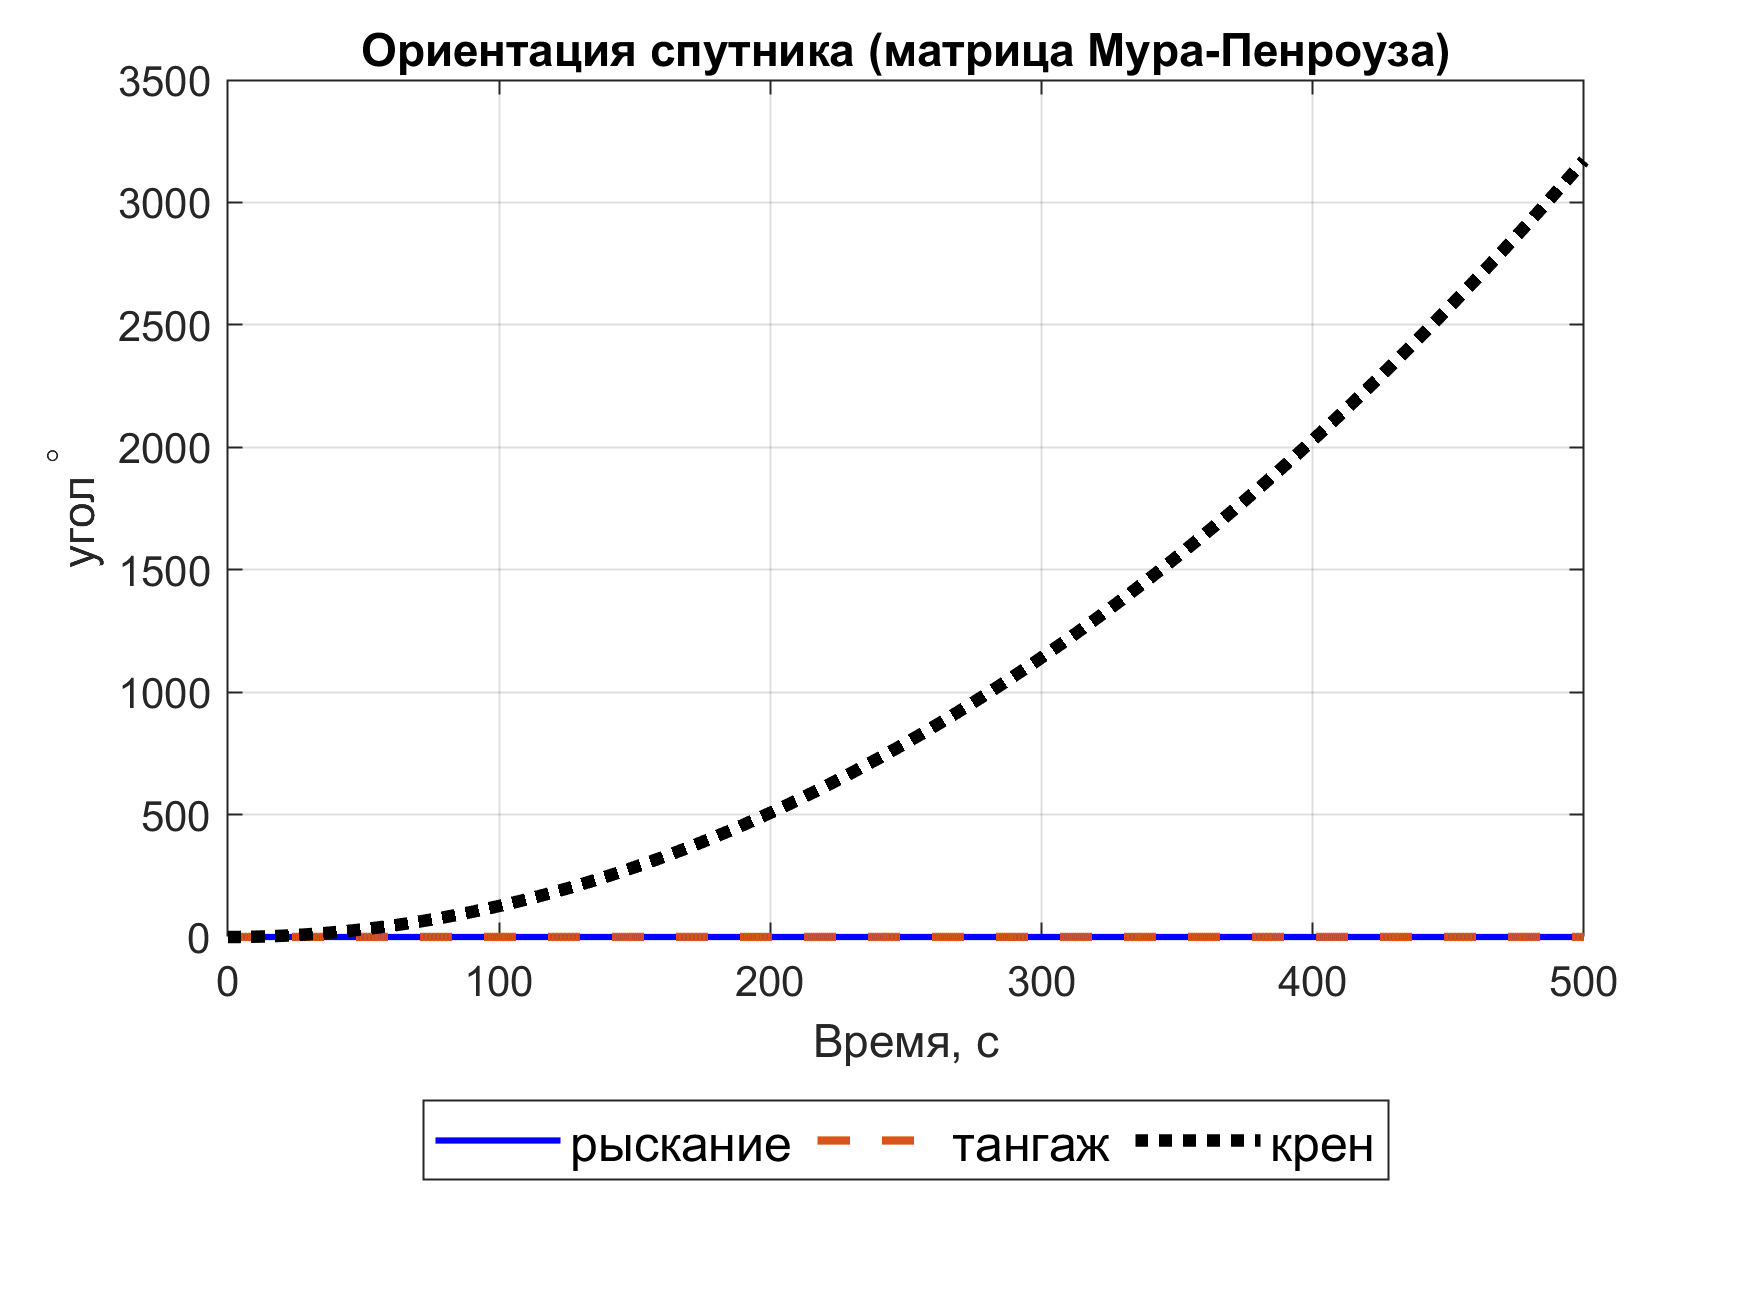 Ориентация спутника (матрица Мура-Пенроуза)
3500
3000
2500
2000
1500
1000
500
0
угол °
0 100 200 300 400 500
Время, с
рыскание тангаж крен